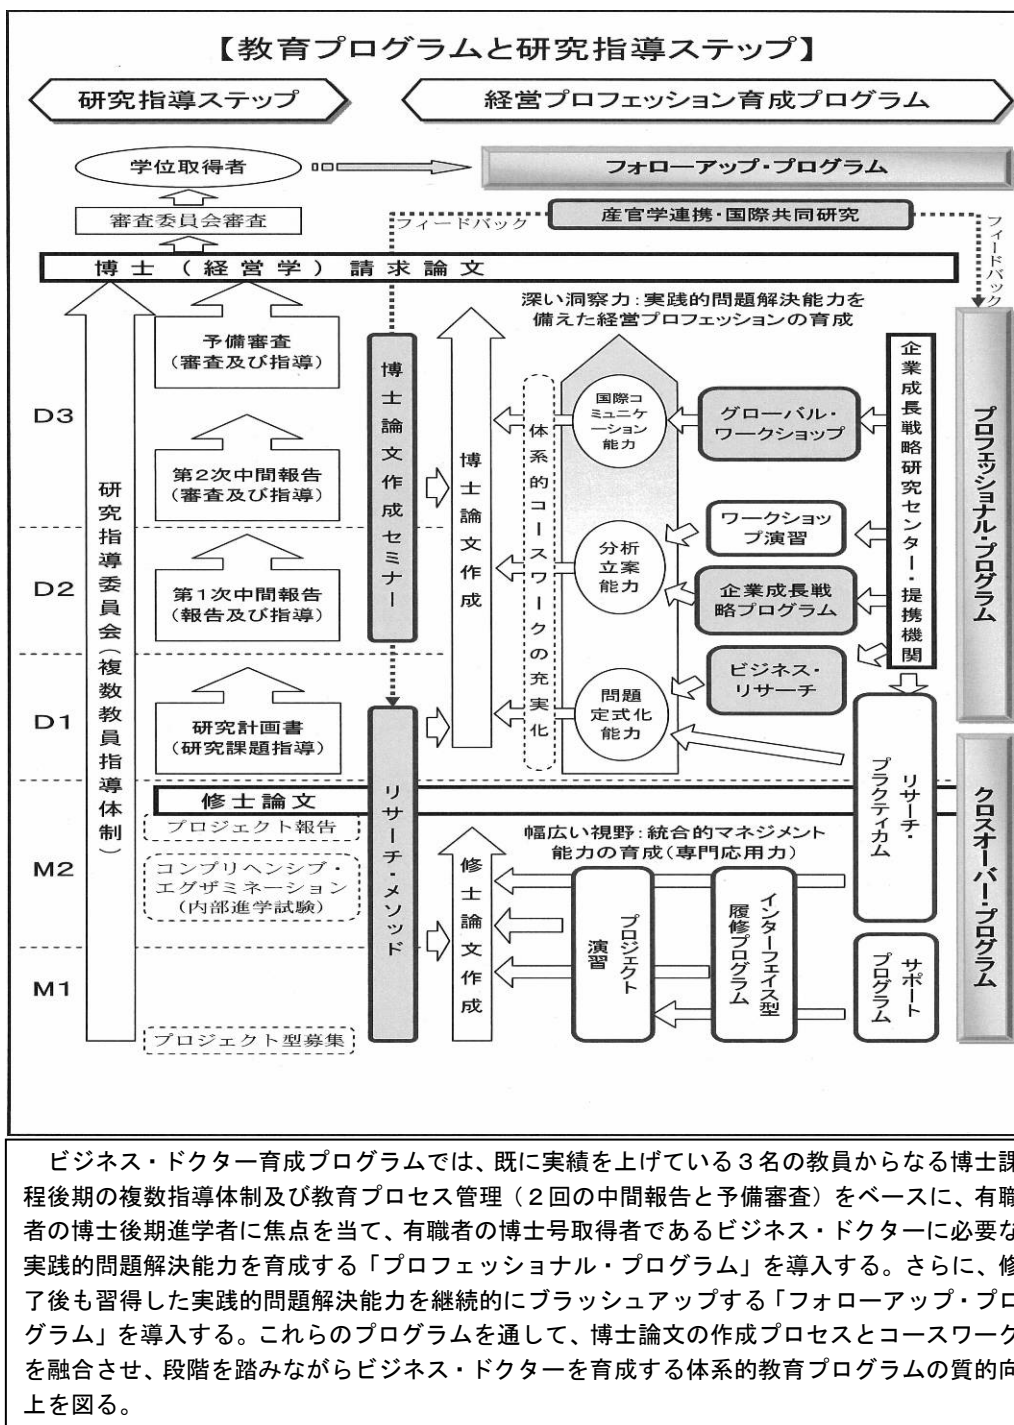 【教育プログラムと研究指導ステップ】
研究指導ステップ
経営プロフェッション育成プログラム
学位取得者
フォローアップ・プログラム
審査委員会審査
フィードバック
産官学連携・国際共同研究
フィードバック
博士(経営学)請求論文
予備審査
(審査及び指導)
深い洞察力:実践的問題解決能力を
備えた経営プロフェッションの育成
D3
第2次中間報告
(審査及び指導)
D2
第1次中間報告
(報告及び指導)
D1
研究計画書
(研究課題指導)
研究指導委員会(複数教員指導体制)
博士論文作成セミナー
博士論文作成
体系的コースワークの充実化
国際コ
ミュニケ
ーション
能力
グローバル・
ワークショップ
分析
立案
能力
ワークショッ
プ演習
企業成長戦
略プログラム
問題
定式化
能力
ビジネス・
リサーチ
企業成長戦略研究センター・提携機関
プロフェッショナル・プログラム
修士論文
プロジェクト報告
M2
コンプリヘンシブ・
エグザミネーション
(内部進学試験)
M1
プロジェクト型募集
リサーチ・メソッド
修士論文作成
幅広い視野:統合的マネジメント
能力の育成(専門応用力)
プロジェクト
演習
インターフェイス型
履修プログラム
リサーチ・
プラクティカム
サポート
プログラム
クロスオーバー・プログラム
ビジネス・ドクター育成プログラムでは、既に実績を上げている3名の教員からなる博士課
程後期の複数指導体制及び教育プロセス管理(2回の中間報告と予備審査)をベースに、有職
者の博士後期進学者に焦点を当て、有職者の博士号取得者であるビジネス・ドクターに必要な
実践的問題解決能力を育成する「プロフェッショナル・プログラム」を導入する。さらに、修
了後も習得した実践的問題解決能力を継続的にブラッシュアップする「フォローアップ・プロ
グラム」を導入する。これらのプログラムを通して、博士論文の作成プロセスとコースワーク
を融合させ、段階を踏みながらビジネス・ドクターを育成する体系的教育プログラムの質的向
上を図る。